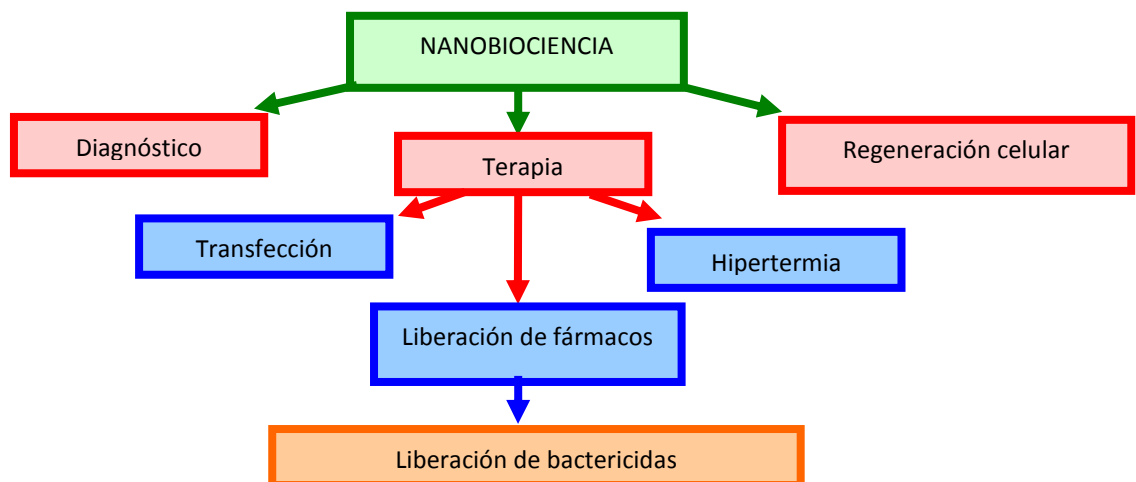 NANOBIOCIENCIA
Diagnóstico
Terapia
Regeneración celular
Transfección
Hipertermia
Liberación de fármacos
Liberación de bactericidas